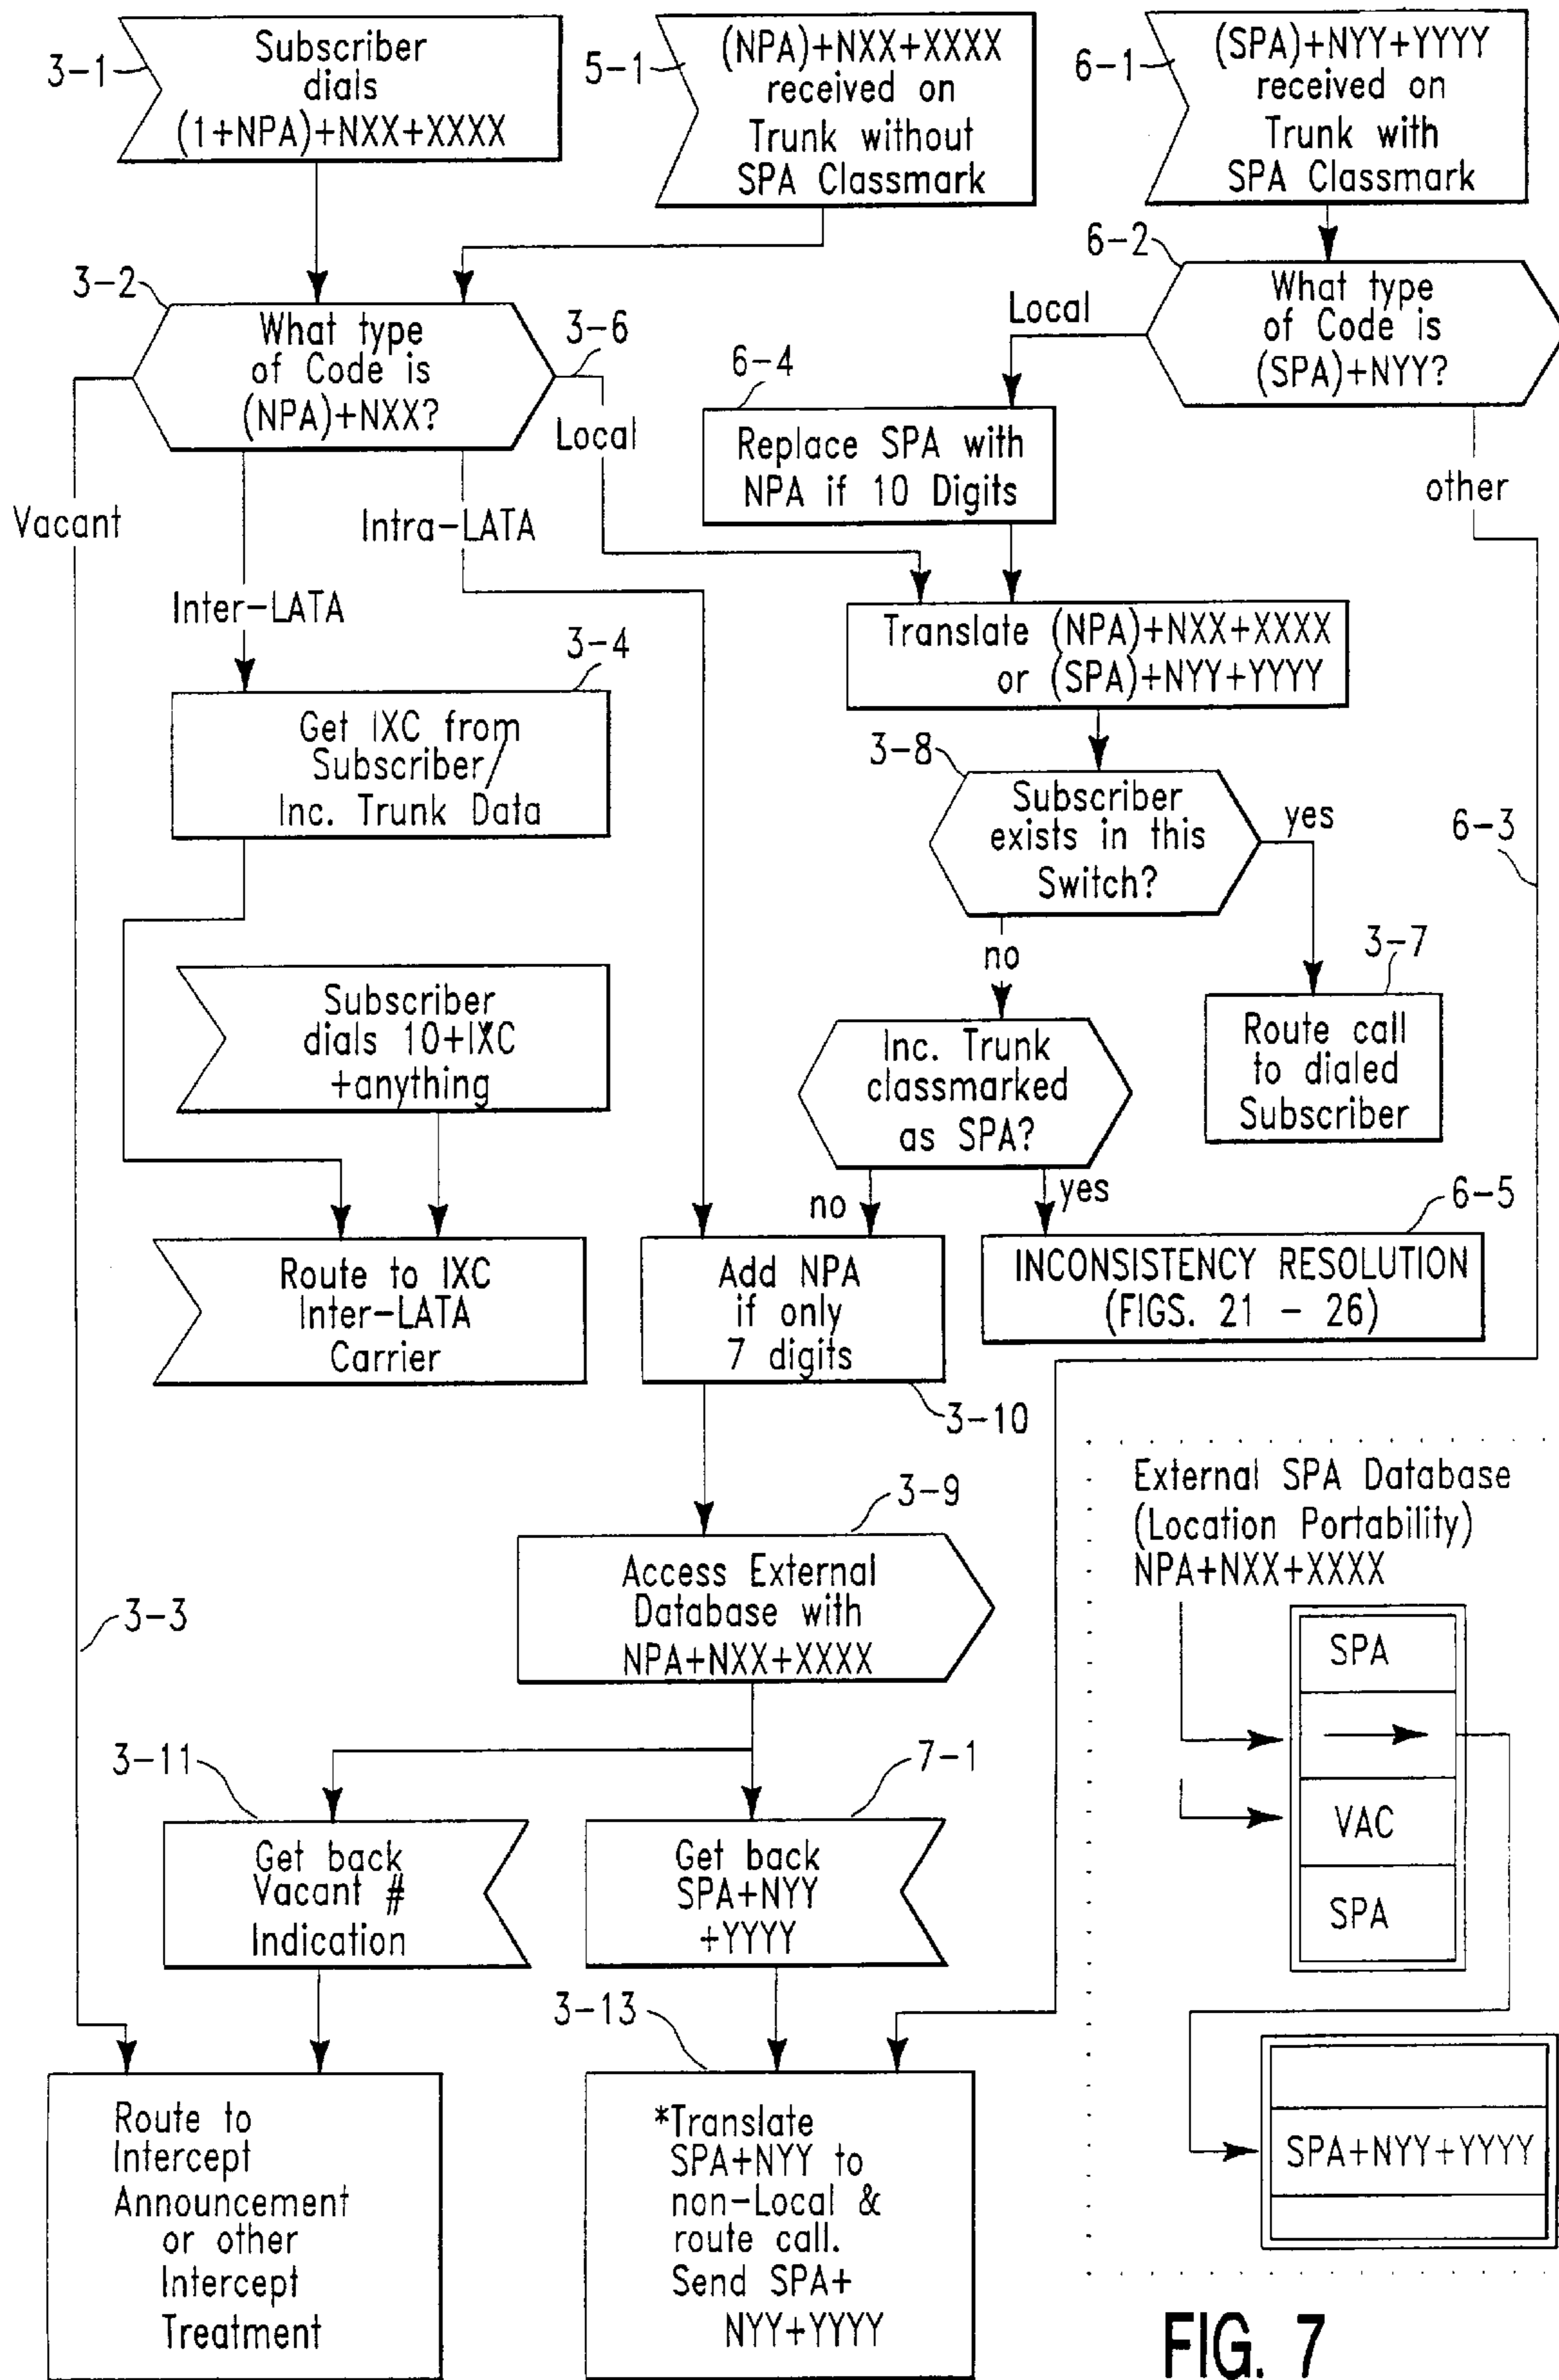 3-1
Subscriber
dials
(1+NPA)+NXX+XXXX
5-1
(NPA)+NXX+XXXX
received on
Trunk without
SPA Classmark
6-1
(SPA)+NYY+YYYY
received on
Trunk with
SPA Classmark
3-2
What type
of Code is
(NPA)+NXX?
3-6
Local
Vacant
Inter-LATA
Intra-LATA
6-2
What type
of Code is
(SPA)+NYY?
Local
other
6-4
Replace SPA with
NPA if 10 Digits
Translate (NPA)+NXX+XXXX
or (SPA)+NYY+YYYY
3-4
Get IXC from
Subscriber/
Inc. Trunk Data
3-8
Subscriber
exists in this
Switch?
yes
no
6-3
3-7
Route call
to dialed
Subscriber
Subscriber
dials 10+IXC
+anything
Inc. Trunk
classmarked
as SPA?
no
yes
6-5
Route to IXC
Inter-LATA
Carrier
Add NPA
if only
7 digits
INCONSISTENCY RESOLUTION
(FIGS. 21 - 26)
3-10
3-9
Access External
Database with
NPA+NXX+XXXX
3-3
External SPA Database
(Location Portability)
NPA+NXX+XXXX
SPA
VAC
SPA
SPA+NYY+YYYY
3-11
Get back
Vacant #
Indication
7-1
Get back
SPA+NYY
+YYYY
3-13
Route to
Intercept
Announcement
or other
Intercept
Treatment
*Translate
SPA+NYY to
non-Local &
route call.
Send SPA+
NYY+YYYY
FIG. 7